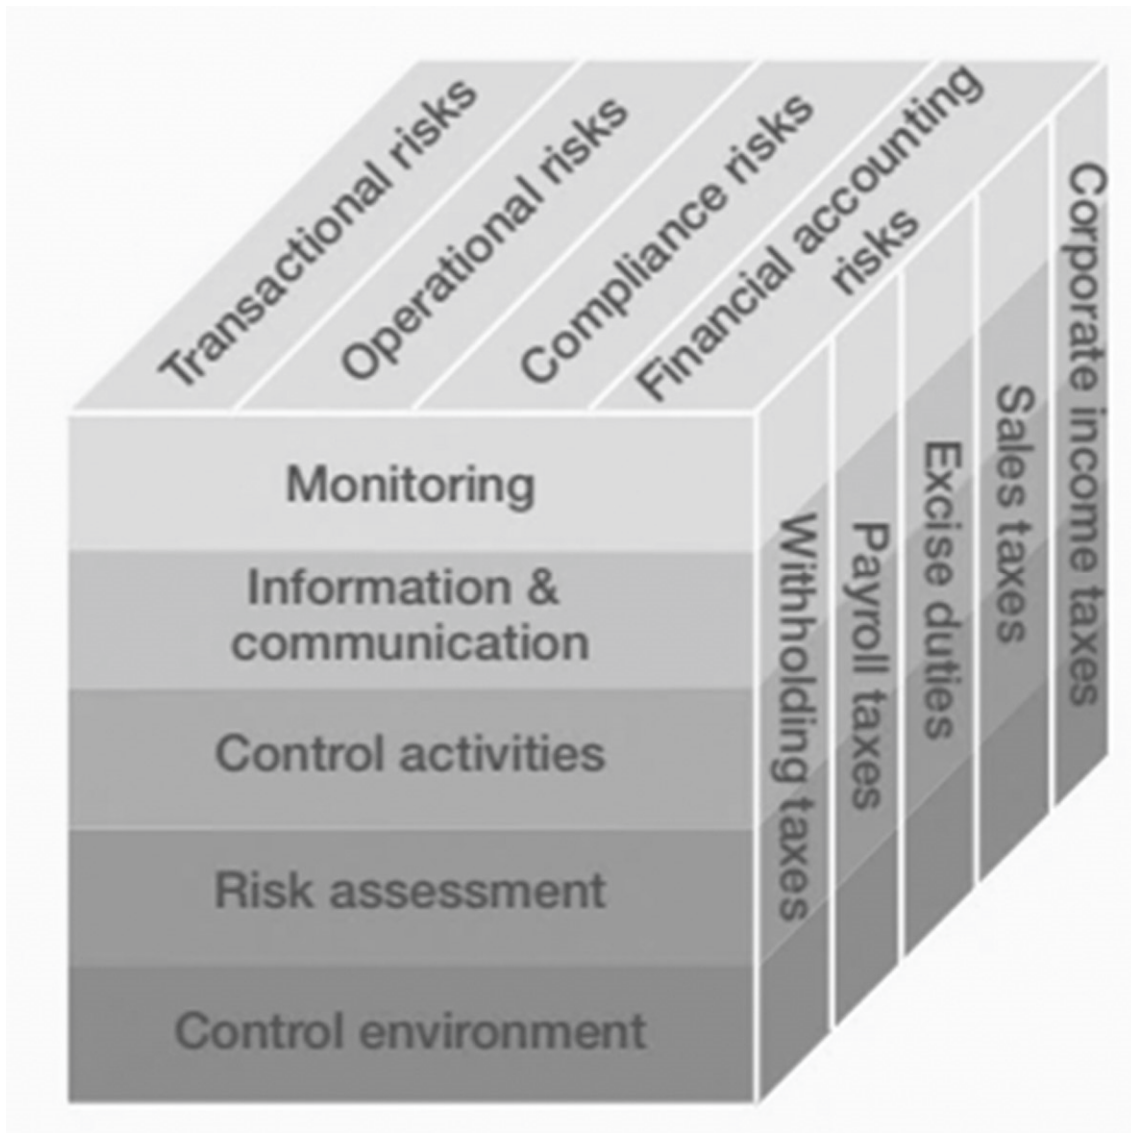 Transactional risks
Operational risks
Compliance risks
Financial accounting
risks
Monitoring
Information &
communication
Control activities
Risk assessment
Control environment
Withholding taxes
Payroll taxes
Excise duties
Sales taxes
Corporate income taxes